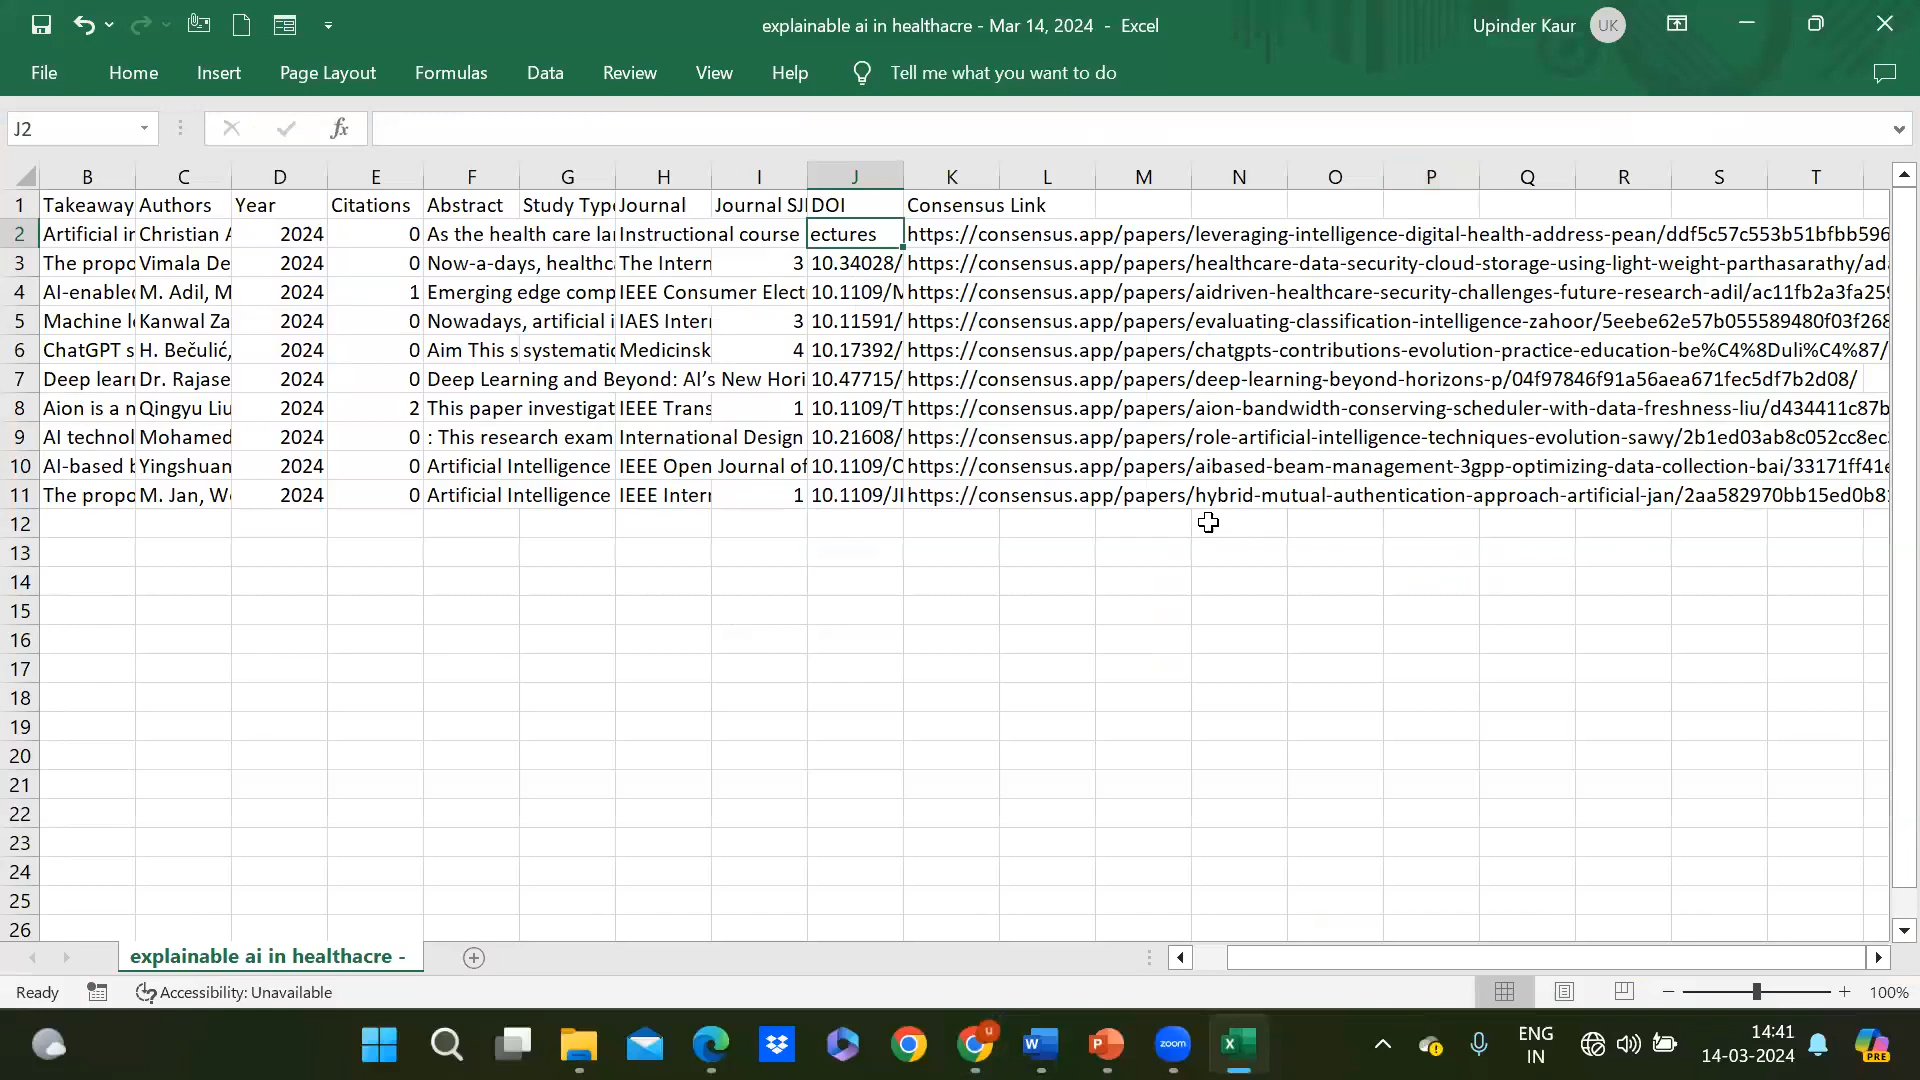 explainable ai in healthacre - Mar 14, 2024 - Excel
Upinder Kaur UK
File Home Insert Page Layout Formulas Data Review View Help Tell me what you want to do
J2 fx
B C D E F G H I J K L M N O P Q R S T
1 Takeaway Authors Year Citations Abstract Study Type Journal Journal SJ DOI Consensus Link
2 Artificial in Christian A 2024 0 As the health care la Instructional course ectures https://consensus.app/papers/leveraging-intelligence-digital-health-address-pean/ddf5c57c553b51bfbb596
3 The propo Vimala De 2024 0 Now-a-days, healthca The Intern 3 10.34028/ https://consensus.app/papers/healthcare-data-security-cloud-storage-using-light-weight-parthasarathy/ad
4 AI-enabled M. Adil, M 2024 1 Emerging edge comp IEEE Consumer Elect 10.1109/M https://consensus.app/papers/aidriven-healthcare-security-challenges-future-research-adil/ac11fb2a3fa259
5 Machine le Kanwal Za 2024 0 Nowadays, artificial i IAES Inter 3 10.11591/ https://consensus.app/papers/evaluating-classification-intelligence-zahoor/5eebe62e57b055589480f03f268
6 ChatGPT s H. Bečulić, 2024 0 Aim This s systematic Medicinsk 4 10.17392/ https://consensus.app/papers/chatgpts-contributions-evolution-practice-education-be%C4%8Duli%C4%87/
7 Deep learn Dr. Rajase 2024 0 Deep Learning and Beyond: AI's New Hori 10.47715/ https://consensus.app/papers/deep-learning-beyond-horizons-p/04f97846f91a56aea671fec5df7b2d08/
8 Aion is a n Qingyu Liu 2024 2 This paper investigat IEEE Trans 1 10.1109/T https://consensus.app/papers/aion-bandwidth-conserving-scheduler-with-data-freshness-liu/d434411c87b
9 AI technol Mohamed 2024 0 : This research exam International Design 10.21608/ https://consensus.app/papers/role-artificial-intelligence-techniques-evolution-sawy/2b1ed03ab8c052cc8ec
10 AI-based b Yingshuan 2024 0 Artificial Intelligence IEEE Open Journal of 10.1109/O https://consensus.app/papers/aibased-beam-management-3gpp-optimizing-data-collection-bai/33171ff41e
11 The propo M. Jan, We 2024 0 Artificial Intelligence IEEE Inter 1 10.1109/JI https://consensus.app/papers/hybrid-mutual-authentication-approach-artificial-jan/2aa582970bb15ed0b8
12
13
14
15
16
17
18
19
20
21
22
23
24
25
26
explainable ai in healthacre -
Ready Accessibility: Unavailable 100%
u W P zoom X ENG
IN
14:41
14-03-2024
PRE